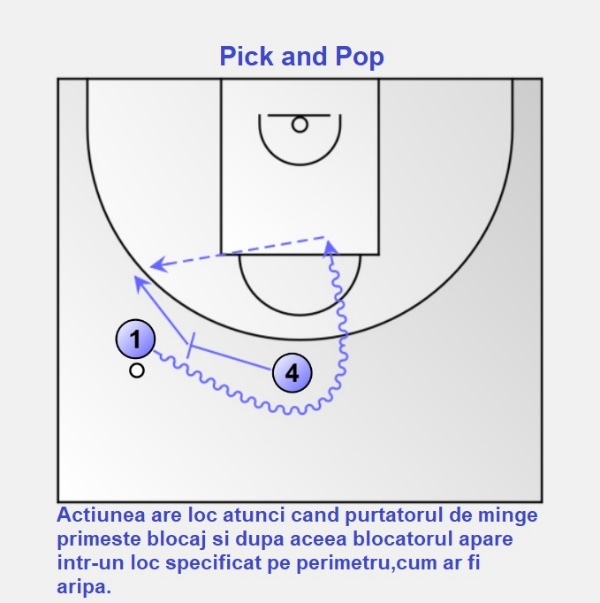 Pick and Pop
1
4
Actiunea are loc atunci cand purtatorul de minge
primeste blocaj si dupa aceea blocatorul apare
intr-un loc specificat pe perimetru,cum ar fi
aripa.